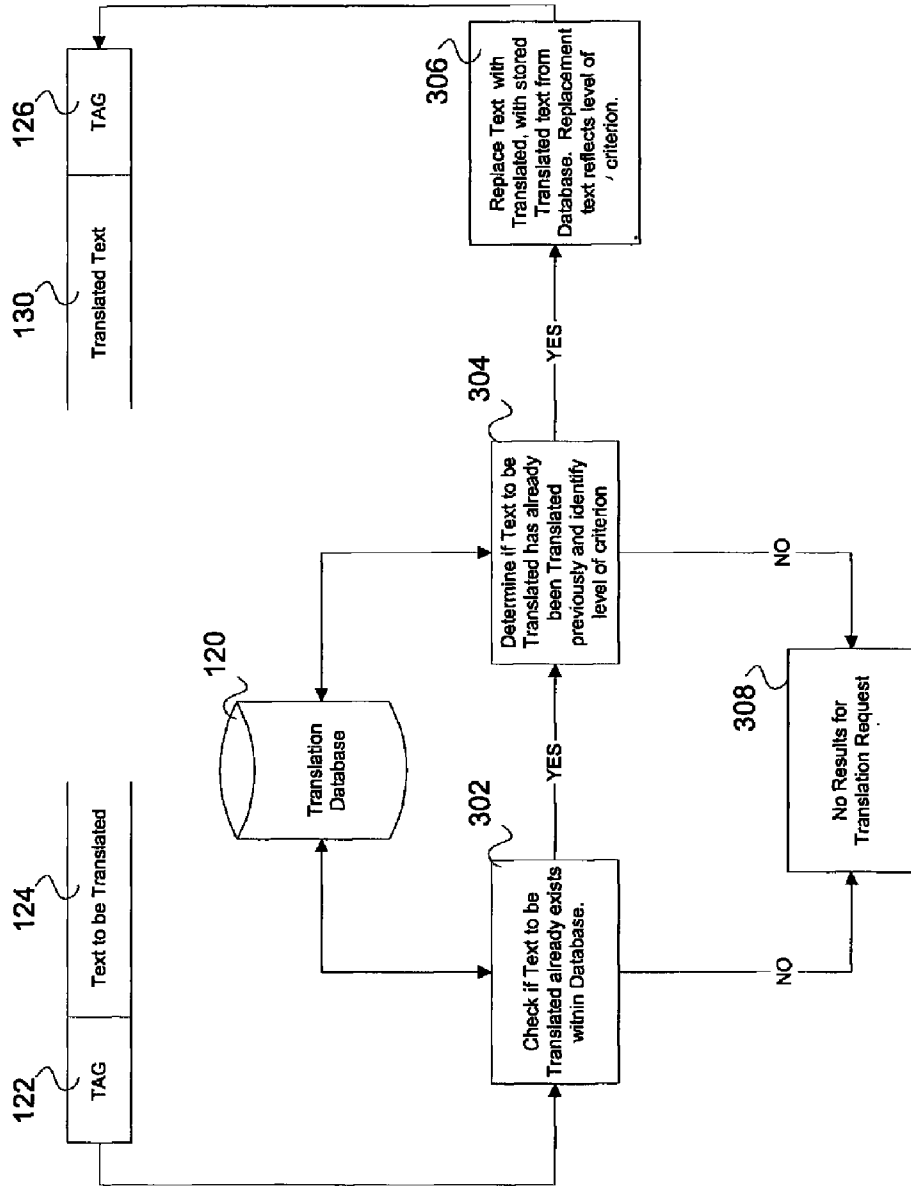 122
TAG
124
Text to be Translated
130
Translated Text
126
TAG
120
Translation
Database
302
Check if Text to be
Translated already exists
witnin Database.
YES
304
Determine if Text to be
Translated has already
been Translated
previously and identify
level of criterion
YES
306
Replace Text with
Translated, with stored
Translated text from
Database. Replacement
text reflects level of
criterion.
NO
NO
308
No Results for
Translation Request